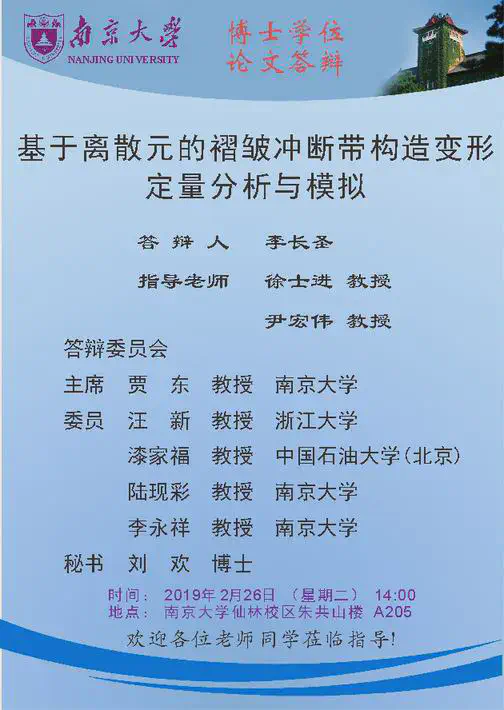 南京大学
NANJING UNIVERSITY
博士学位
论文答辩
基于离散元的褶皱冲断带构造变形
定量分析与模拟
答辩人 李长圣
指导老师 徐士进 教授
尹宏伟 教授
答辩委员会
主席 贾东 教授 南京大学
委员 汪新 教授 浙江大学
漆家福 教授 中国石油大学(北京)
陆现彩 教授 南京大学
李永祥 教授 南京大学
秘书 刘欢 博士
时间： 2019年2月26日 （星期二） 14:00
地点： 南京大学仙林校区朱共山楼 A205
欢迎各位老师同学莅临指导!